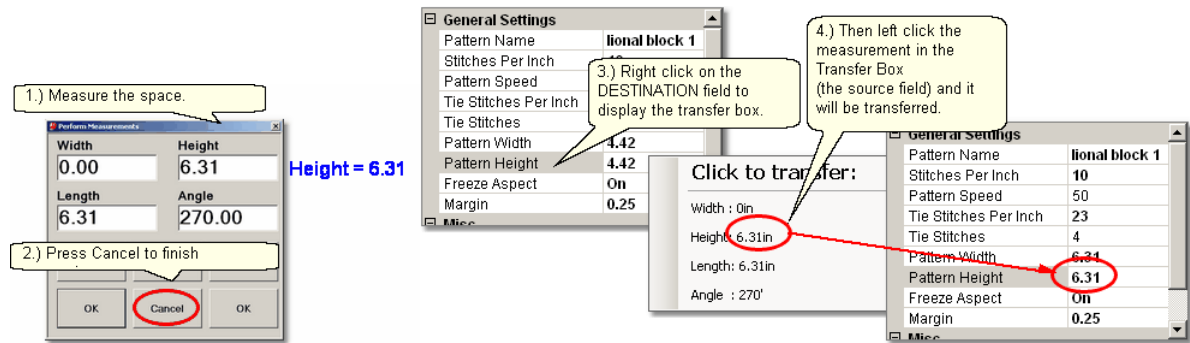 1.) Measure the space.
Perform Measurements
Width Height
0.00 6.31
Length Angle
6.31 270.00
2.) Press Cancel to finish
OK Cancel OK
Height = 6.31
General Settings
Pattern Name lional block 1
Stitches Per Inch
Pattern Speed
Tie Stitches Per Inch
Tie Stitches
Pattern Width 4.42
Pattern Height 4.42
Freeze Aspect On
Margin 0.25
Misc
3.) Right click on the
DESTINATION field to
display the transfer box.
4.) Then left click the
measurement in the
Transfer Box
(the source field) and it
will be transferred.
Click to transfer:
Width : 0in
Height: 6.31in
Length: 6.31in
Angle : 270'
General Settings
Pattern Name lional block 1
Stitches Per Inch 10
Pattern Speed 50
Tie Stitches Per Inch 23
Tie Stitches 4
Pattern Width 6.31
Pattern Height 6.31
Freeze Aspect On
Margin 0.25
Misc